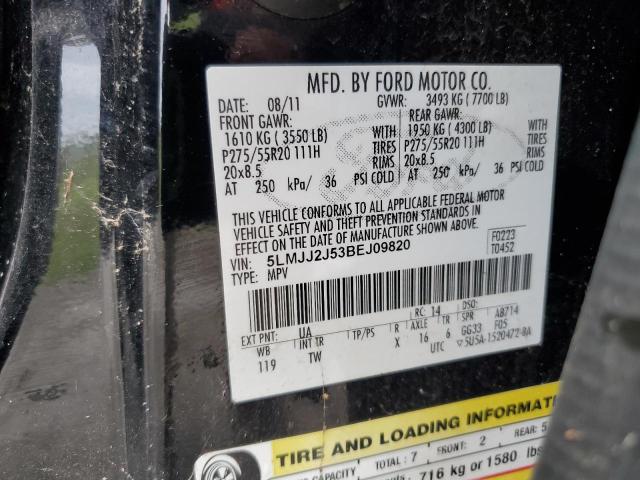 MFD. BY FORD MOTOR CO.
DATE: 08/11 GVWR: 3493 KG ( 7700 LB)
FRONT GAWR: REAR GAWR:
1610 KG ( 3550 LB) WITH 1950 KG ( 4300 LB) WITH
P275/55R20 111H TIRES P275/55R20 111H TIRES
20x8.5 RIMS 20x8.5 RIMS
AT 250 kPa/ 36 PSI COLD AT 250 kPa/ 36 PSI COLD
THIS VEHICLE CONFORMS TO ALL APPLICABLE FEDERAL MOTOR
VEHICLE SAFETY AND THEFT PREVENTION STANDARDS IN
EFFECT ON THE DATE OF MANUFACTURE SHOWN ABOVE.
VIN: 5LMJJ2J53BEJ09820 F0223
TYPE: MPV T0452
EXT PNT: UA RC: 14 DSO:
WB INT TR TP/PS R AXLE TR SPR A8714
119 TW X 16 6 GG33 F05
UTC ▽5U5A-1520472-BA
TIRE AND LOADING INFORMATI
CAPACITY TOTAL : 7 FRONT: 2 REAR: 5
716 kg or 1580 lbs